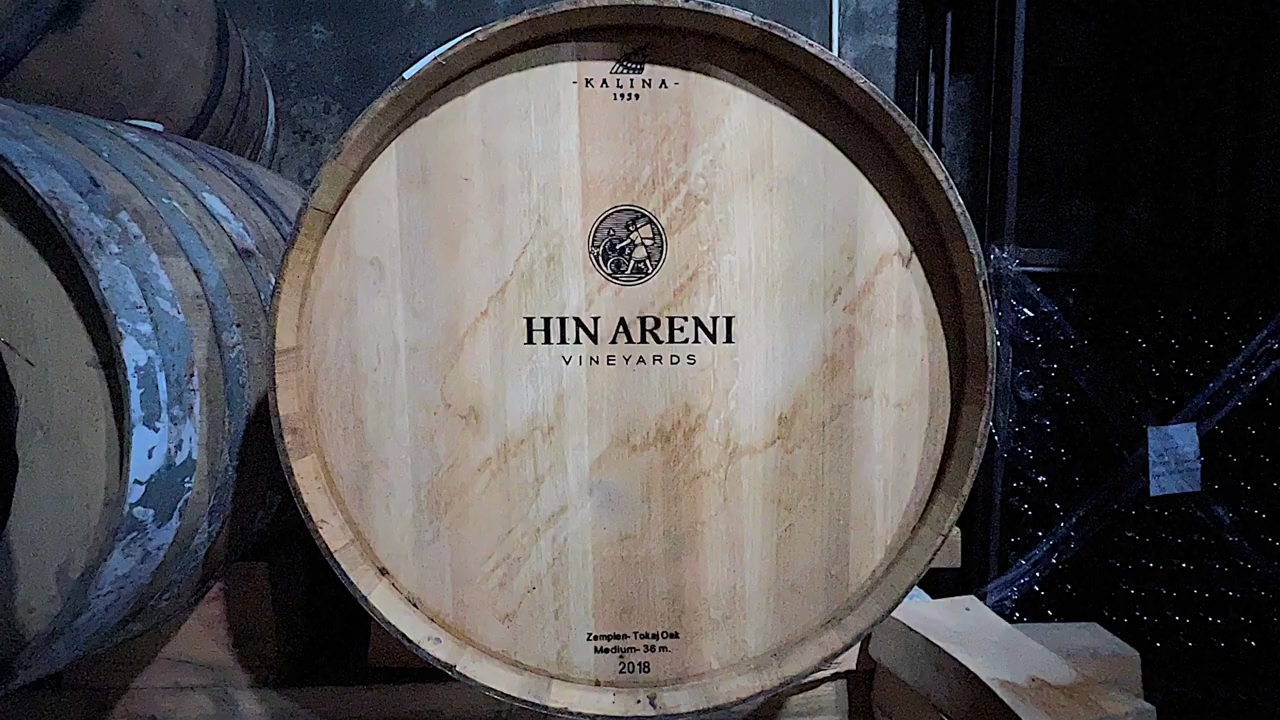 -KALINA-
1959
HIN ARENI
VINEYARDS
Zemplen- Tokaj Oak
Medium- 36 m.
2018